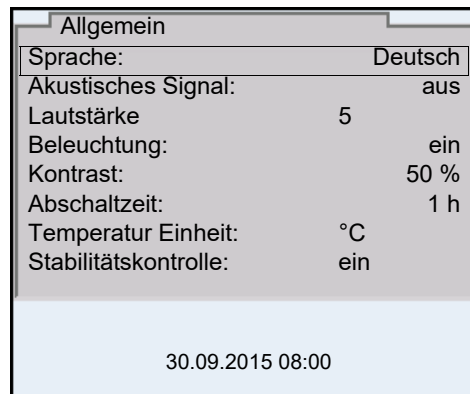 Allgemein
Sprache: Deutsch
Akustisches Signal: aus
Lautstärke 5
Beleuchtung: ein
Kontrast: 50 %
Abschaltzeit: 1 h
Temperatur Einheit: °C
Stabilitätskontrolle: ein
30.09.2015 08:00